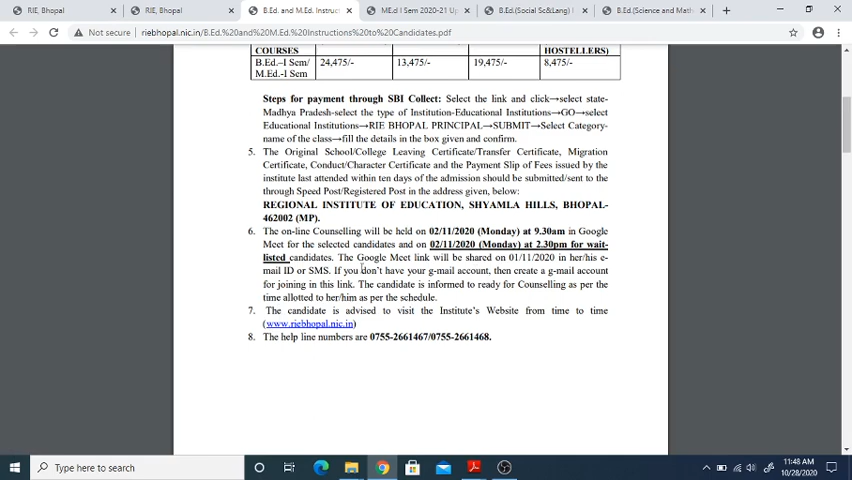 RIE, Bhopal
RIE, Bhopal
B.Ed. and M.Ed. Instruc
ME.d I Sem 2020-21 Up
B.Ed.(Social Sc&Lang) I
B.Ed.(Science and Math
Not secure
riebhopal.nic.in/B.Ed.%20and%20M.Ed.%20Instructions%20to%20Candidates.pdf
COURSES
HOSTELLERS)
B.Ed.–I Sem/ 24,475/- 13,475/- 19,475/- 8,475/-
M.Ed.-I Sem
Steps for payment through SBI Collect: Select the link and click→select state-
Madhya Pradesh-select the type of Institution-Educational Institutions→GO→select
Educational Institutions→RIE BHOPAL PRINCIPAL→SUBMIT→Select Category-
name of the class→fill the details in the box given and confirm.
5. The Original School/College Leaving Certificate/Transfer Certificate, Migration
Certificate, Conduct/Character Certificate and the Payment Slip of Fees issued by the
institute last attended within ten days of the admission should be submitted/sent to the
through Speed Post/Registered Post in the address given, below:
REGIONAL INSTITUTE OF EDUCATION, SHYAMLA HILLS, BHOPAL-
462002 (MP).
6. The on-line Counselling will be held on 02/11/2020 (Monday) at 9.30am in Google
Meet for the selected candidates and on 02/11/2020 (Monday) at 2.30pm for wait-
listed candidates. The Google Meet link will be shared on 01/11/2020 in her/his e-
mail ID or SMS. If you don't have your g-mail account, then create a g-mail account
for joining in this link. The candidate is informed to ready for Counselling as per the
time allotted to her/him as per the schedule.
7. The candidate is advised to visit the Institute's Website from time to time
(www.riebhopal.nic.in)
8. The help line numbers are 0755-2661467/0755-2661468.
Type here to search
11:48 AM
10/28/2020